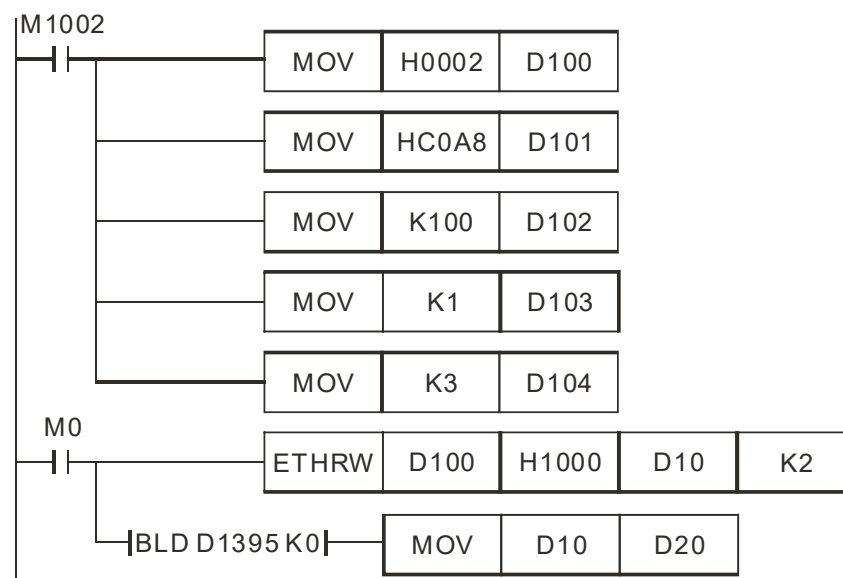 M1002
MOV H0002 D100
MOV HC0A8 D101
MOV K100 D102
MOV K1 D103
MOV K3 D104
M0
ETHRW D100 H1000 D10 K2
BLD D1395 K0 MOV D10 D20